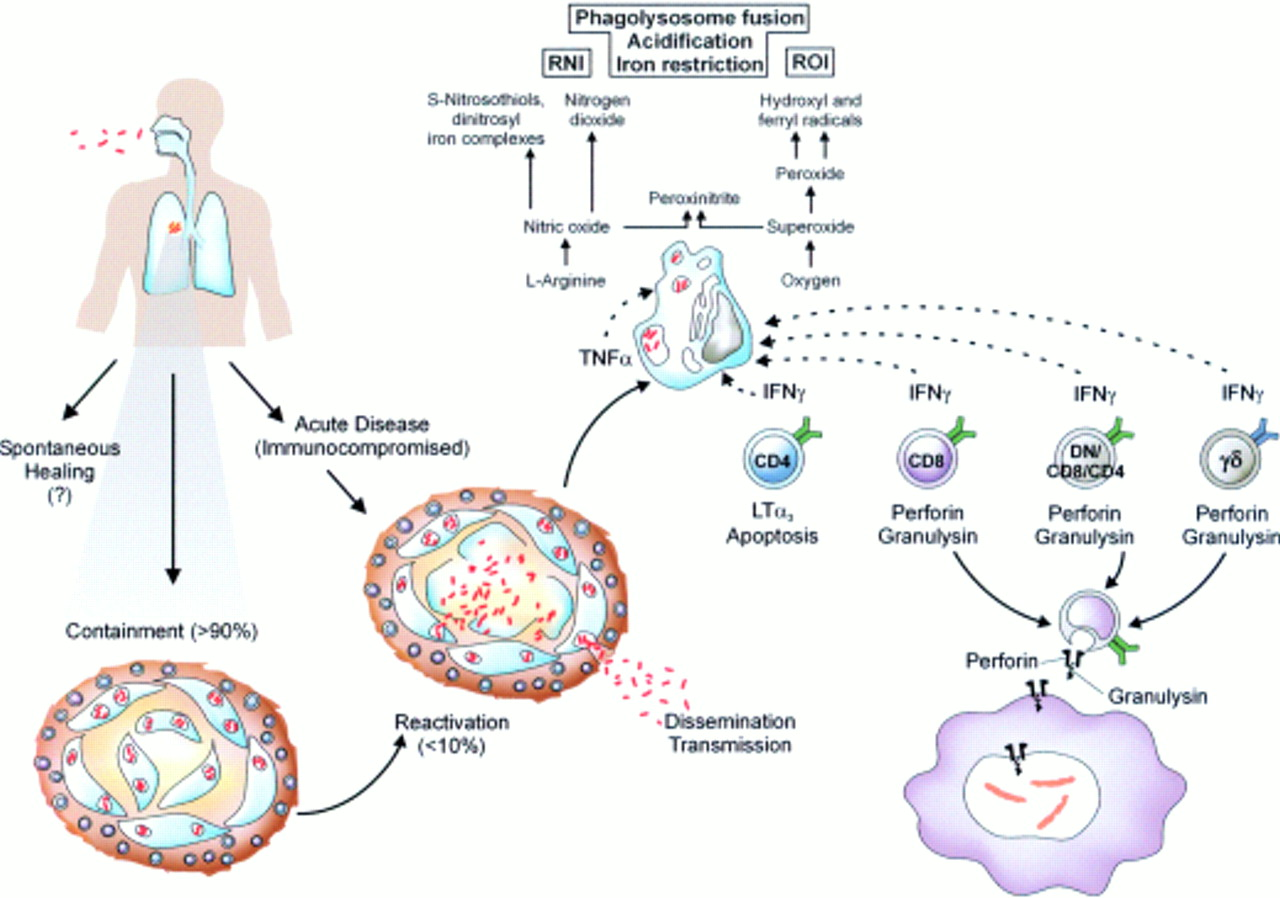 Phagolysosome fusion
Acidification
Iron restriction
RNI
ROI
S-Nitrosothiols,
dinitrosyl
iron complexes
Nitrogen
dioxide
Hydroxyl and
ferryl radicals
Peroxide
Peroxinitrite
Nitric oxide
Superoxide
L-Arginine
Oxygen
TNFα
IFNγ
IFNγ
IFNγ
IFNγ
CD4
CD8
DN/
CD8/CD4
γδ
LTα₃
Apoptosis
Perforin
Granulysin
Perforin
Granulysin
Perforin
Granulysin
Perforin
Granulysin
Spontaneous
Healing
(?)
Acute Disease
(Immunocompromised)
Containment (>90%)
Reactivation
(<10%)
Dissemination
Transmission